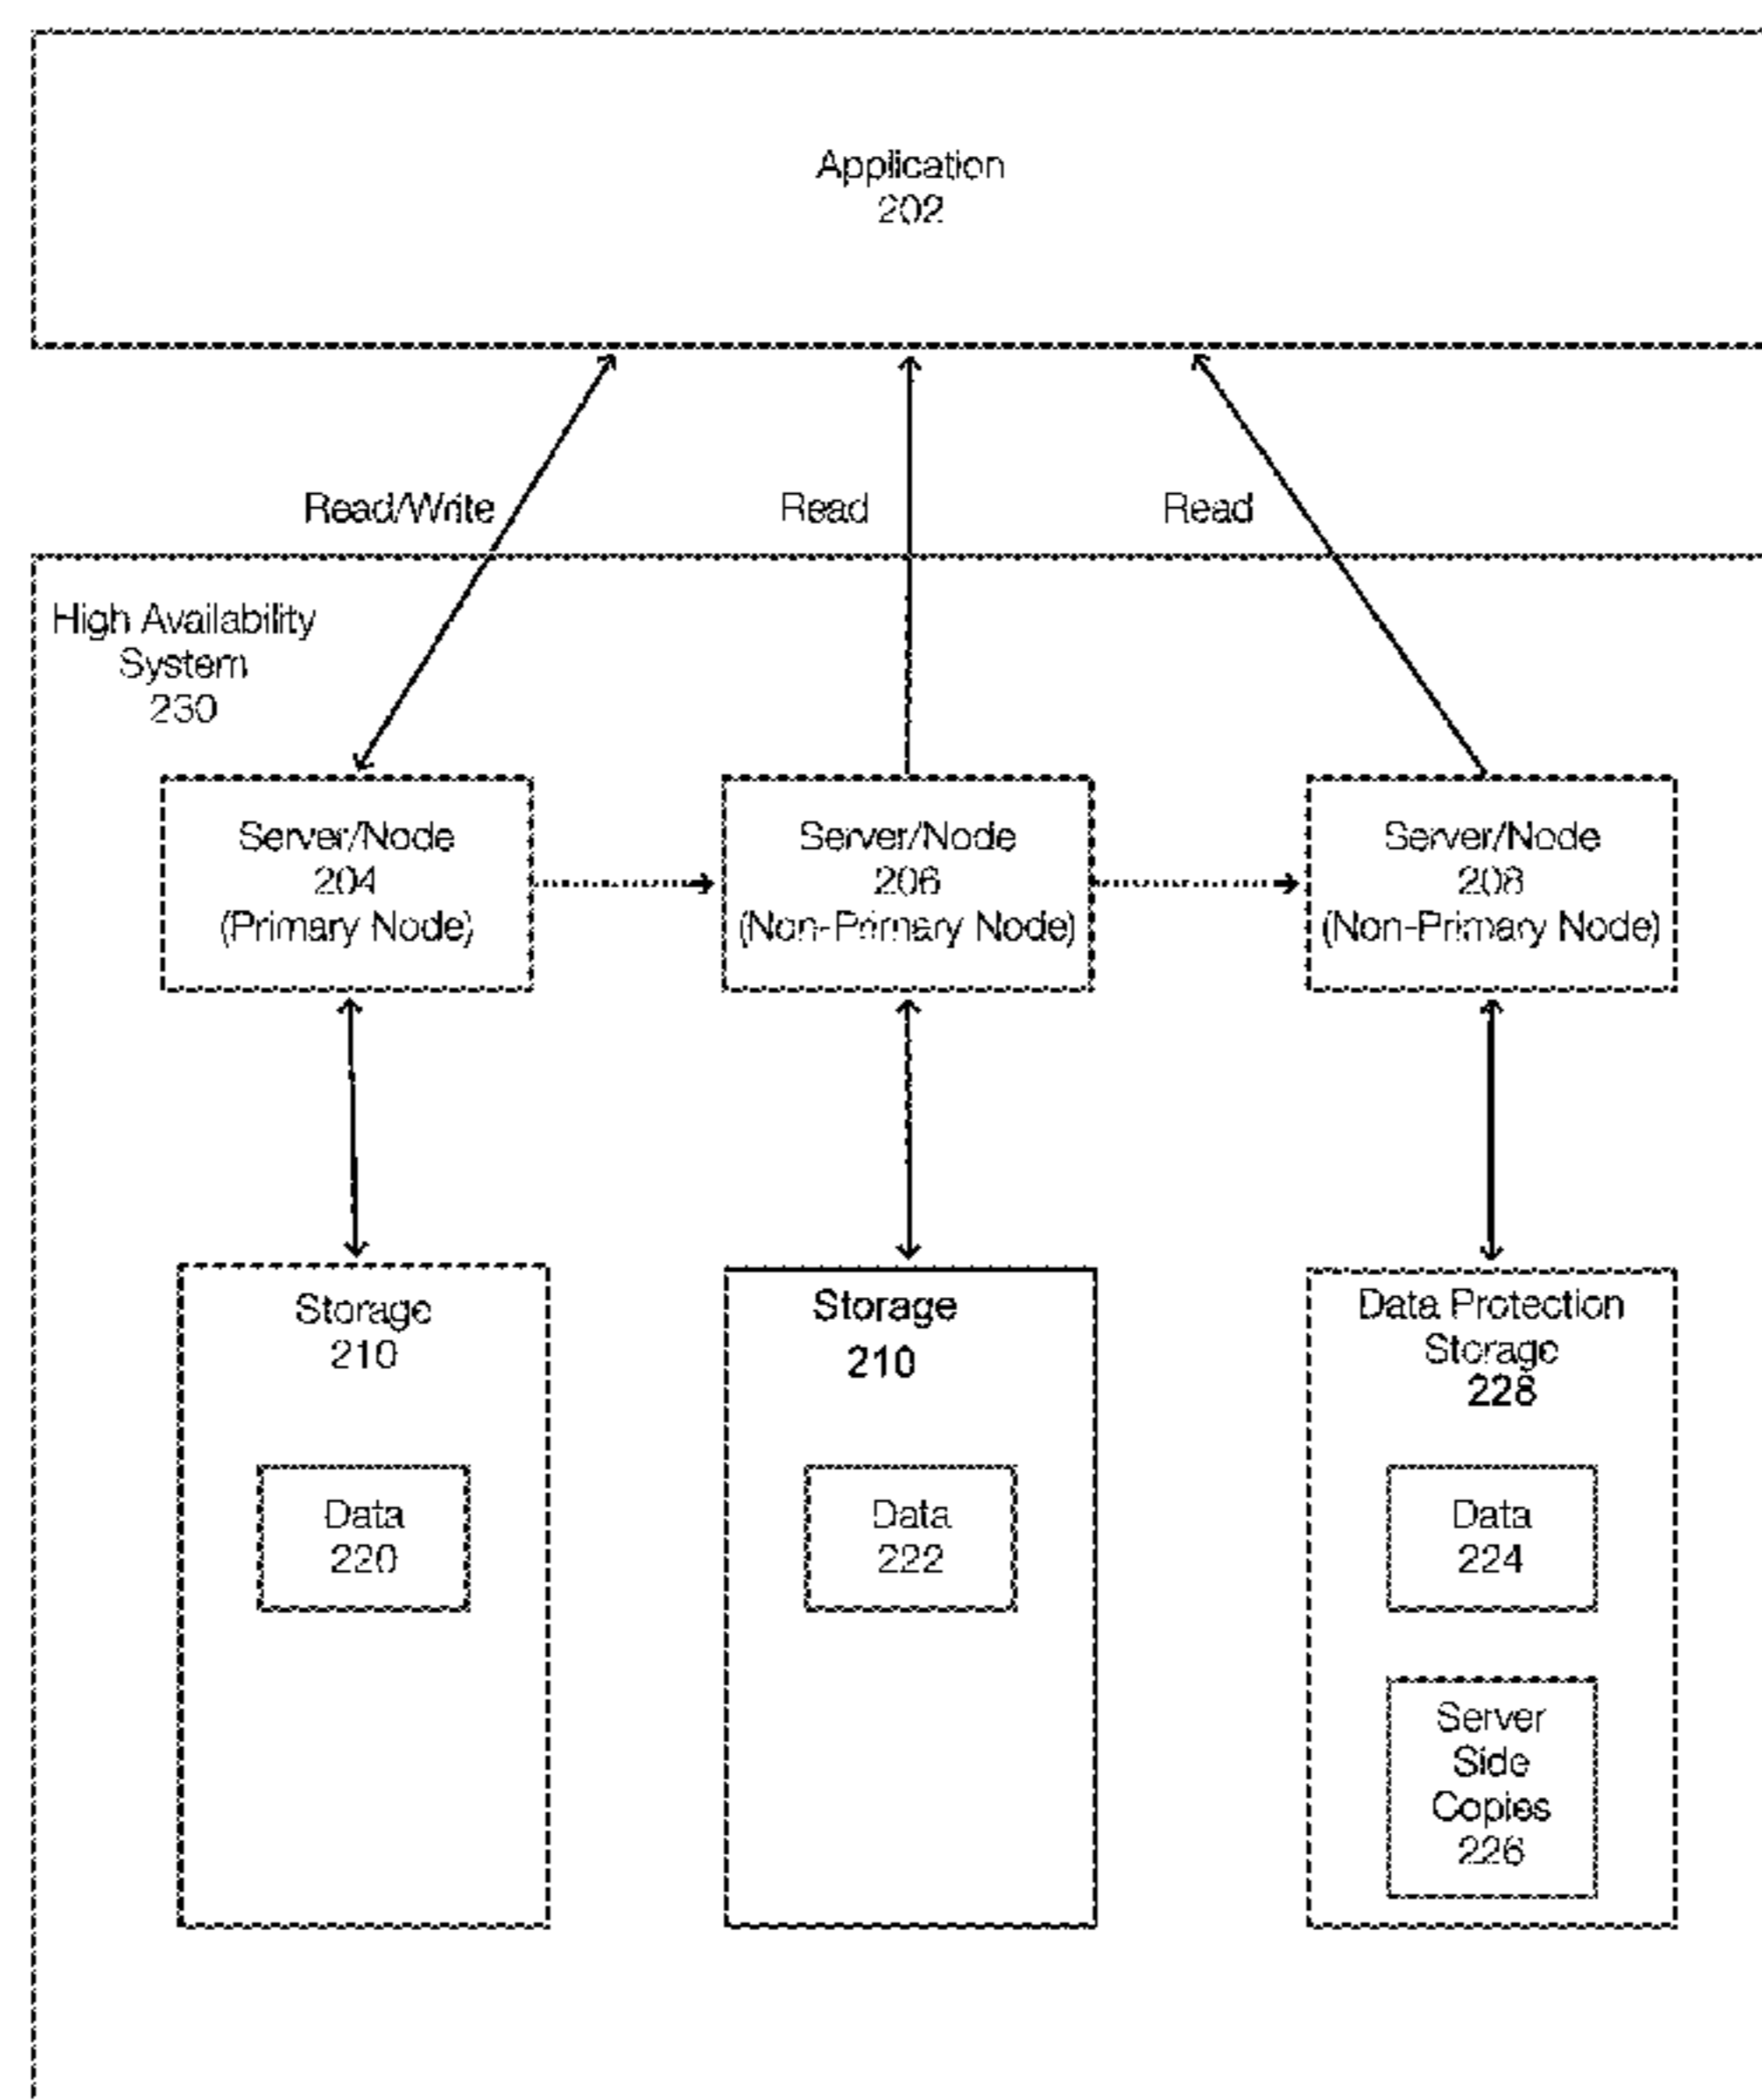 Application
202
Read/Write
Read
Read
High Availability
System
230
Server/Node
204
(Primary Node)
Server/Node
206
(Non-Primary Node)
Server/Node
208
(Non-Primary Node)
Storage
210
Data
220
Storage
210
Data
222
Data Protection
Storage
228
Data
224
Server
Side
Copies
226